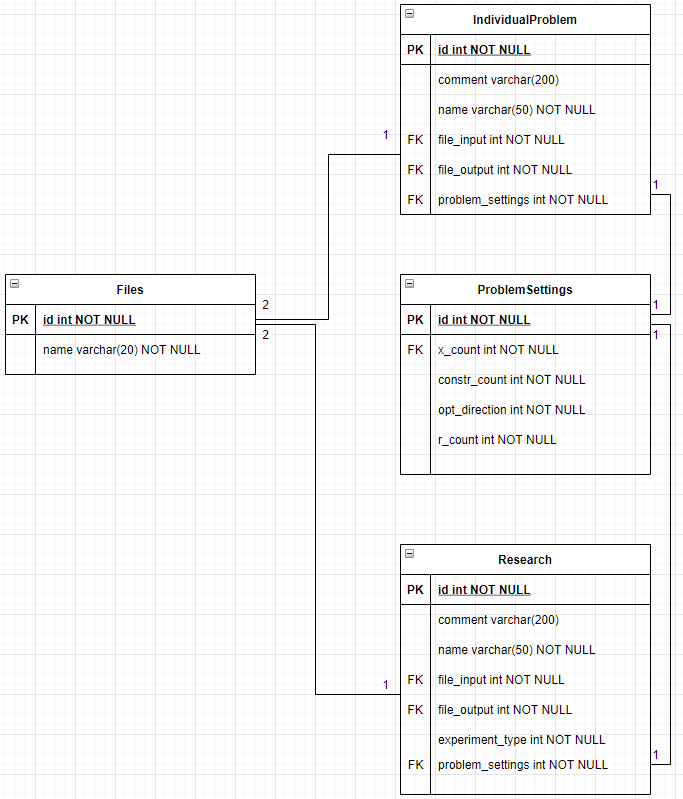 IndividualProblem
PK id int NOT NULL
comment varchar(200)
name varchar(50) NOT NULL
1
FK file_input int NOT NULL
FK file_output int NOT NULL
1
FK problem_settings int NOT NULL
Files
2
PK id int NOT NULL
2
name varchar(20) NOT NULL
ProblemSettings
1
PK id int NOT NULL
1
FK x_count int NOT NULL
constr_count int NOT NULL
opt_direction int NOT NULL
r_count int NOT NULL
Research
PK id int NOT NULL
comment varchar(200)
name varchar(50) NOT NULL
1
FK file_input int NOT NULL
FK file_output int NOT NULL
experiment_type int NOT NULL
1
FK problem_settings int NOT NULL